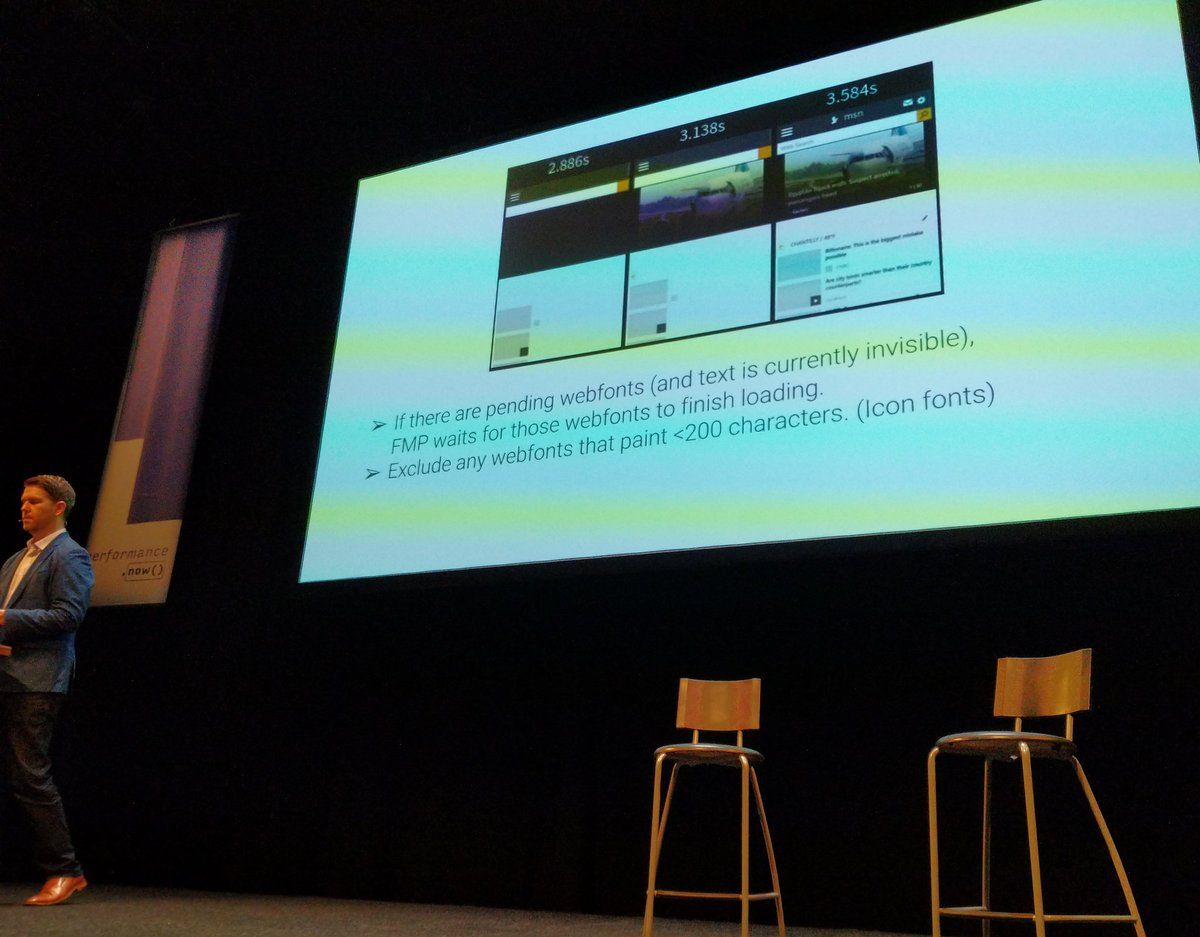 2.886s
3.138s
3.584s
msn
Web Search
CHANTILLY / 48°F
Billionaire: This is the biggest mistake
possible
Are city birds smarter than their country
counterparts?
➢ If there are pending webfonts (and text is currently invisible),
FMP waits for those webfonts to finish loading.
➢ Exclude any webfonts that paint <200 characters. (Icon fonts)
erformance
.now()